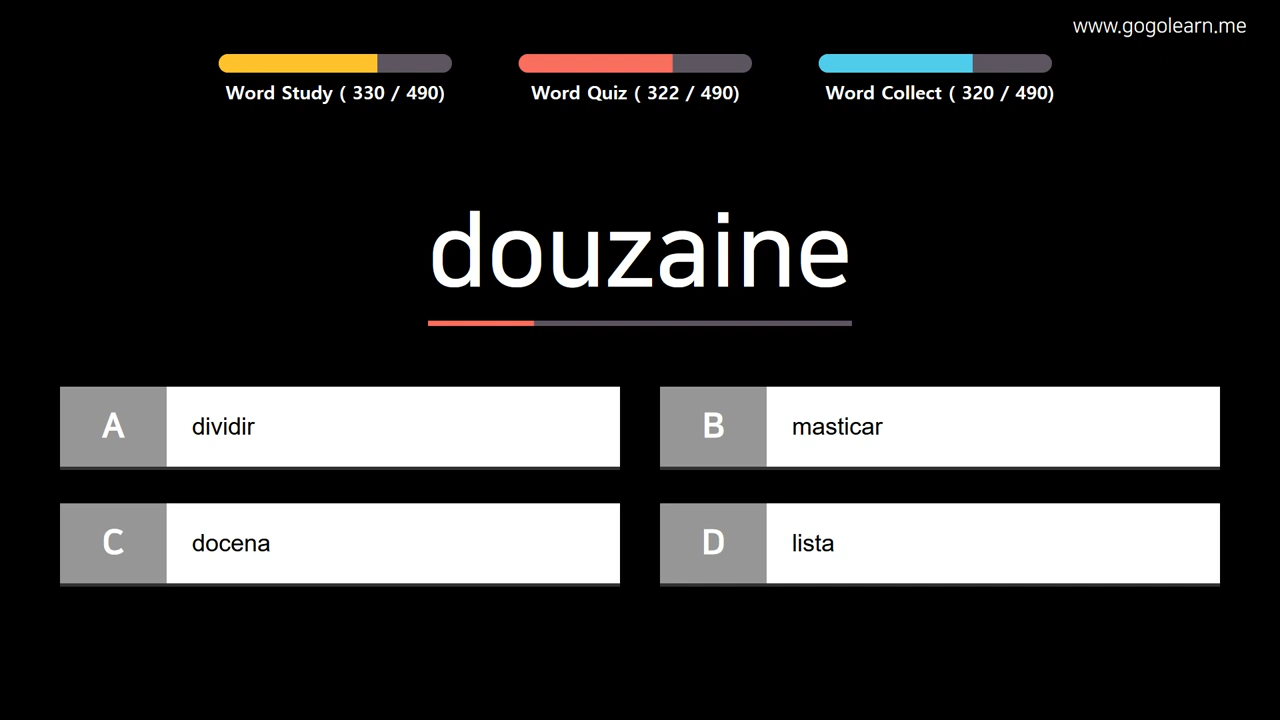 www.gogolearn.me
Word Study ( 330 / 490)
Word Quiz ( 322 / 490)
Word Collect ( 320 / 490)
douzaine
A dividir
B masticar
C docena
D lista